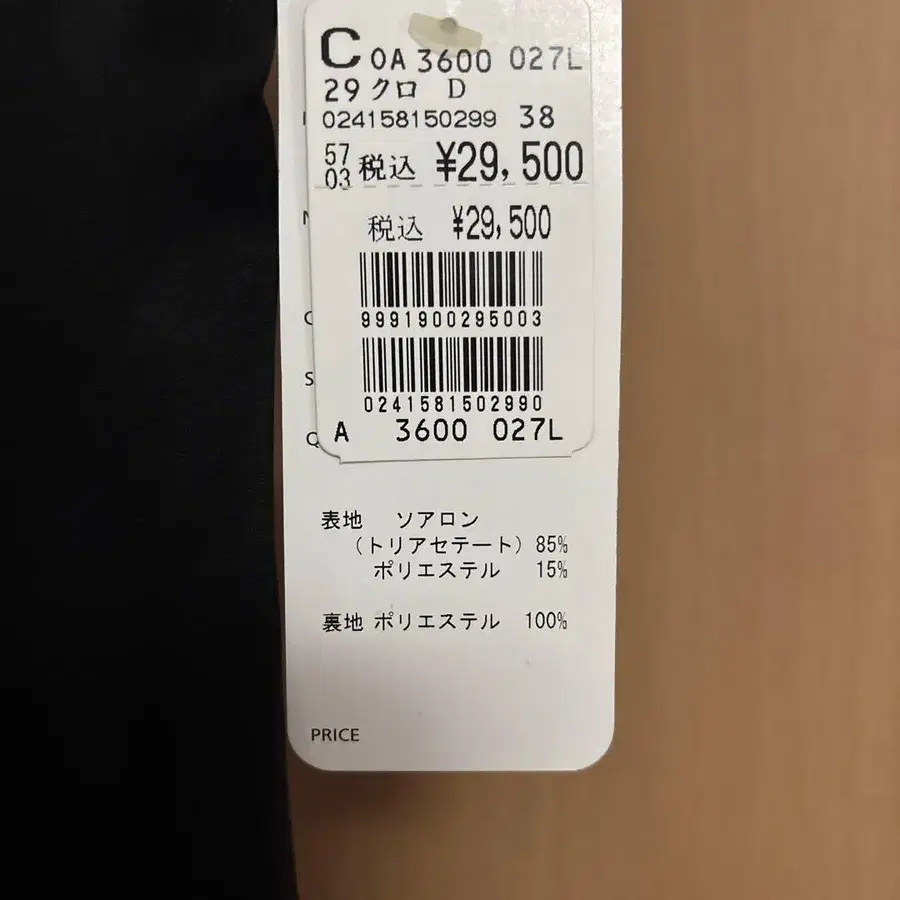 C 0A 3600 027L
29 クロ D
024158150299 38
57
03 税込 ¥29,500
税込 ¥29,500
9991900295003
0241581502990
A 3600 027L
表地 ソアロン
(トリアセテート) 85%
ポリエステル 15%
裏地 ポリエステル 100%
PRICE